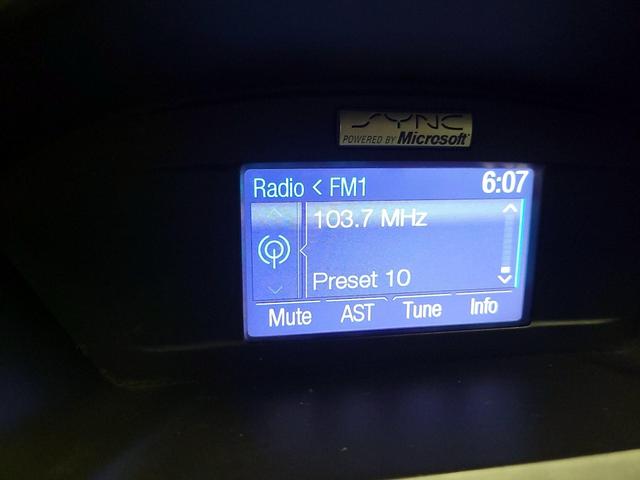 SYNC
POWERED BY Microsoft
Radio < FM1 6:07
103.7 MHz
Preset 10
Mute AST Tune Info